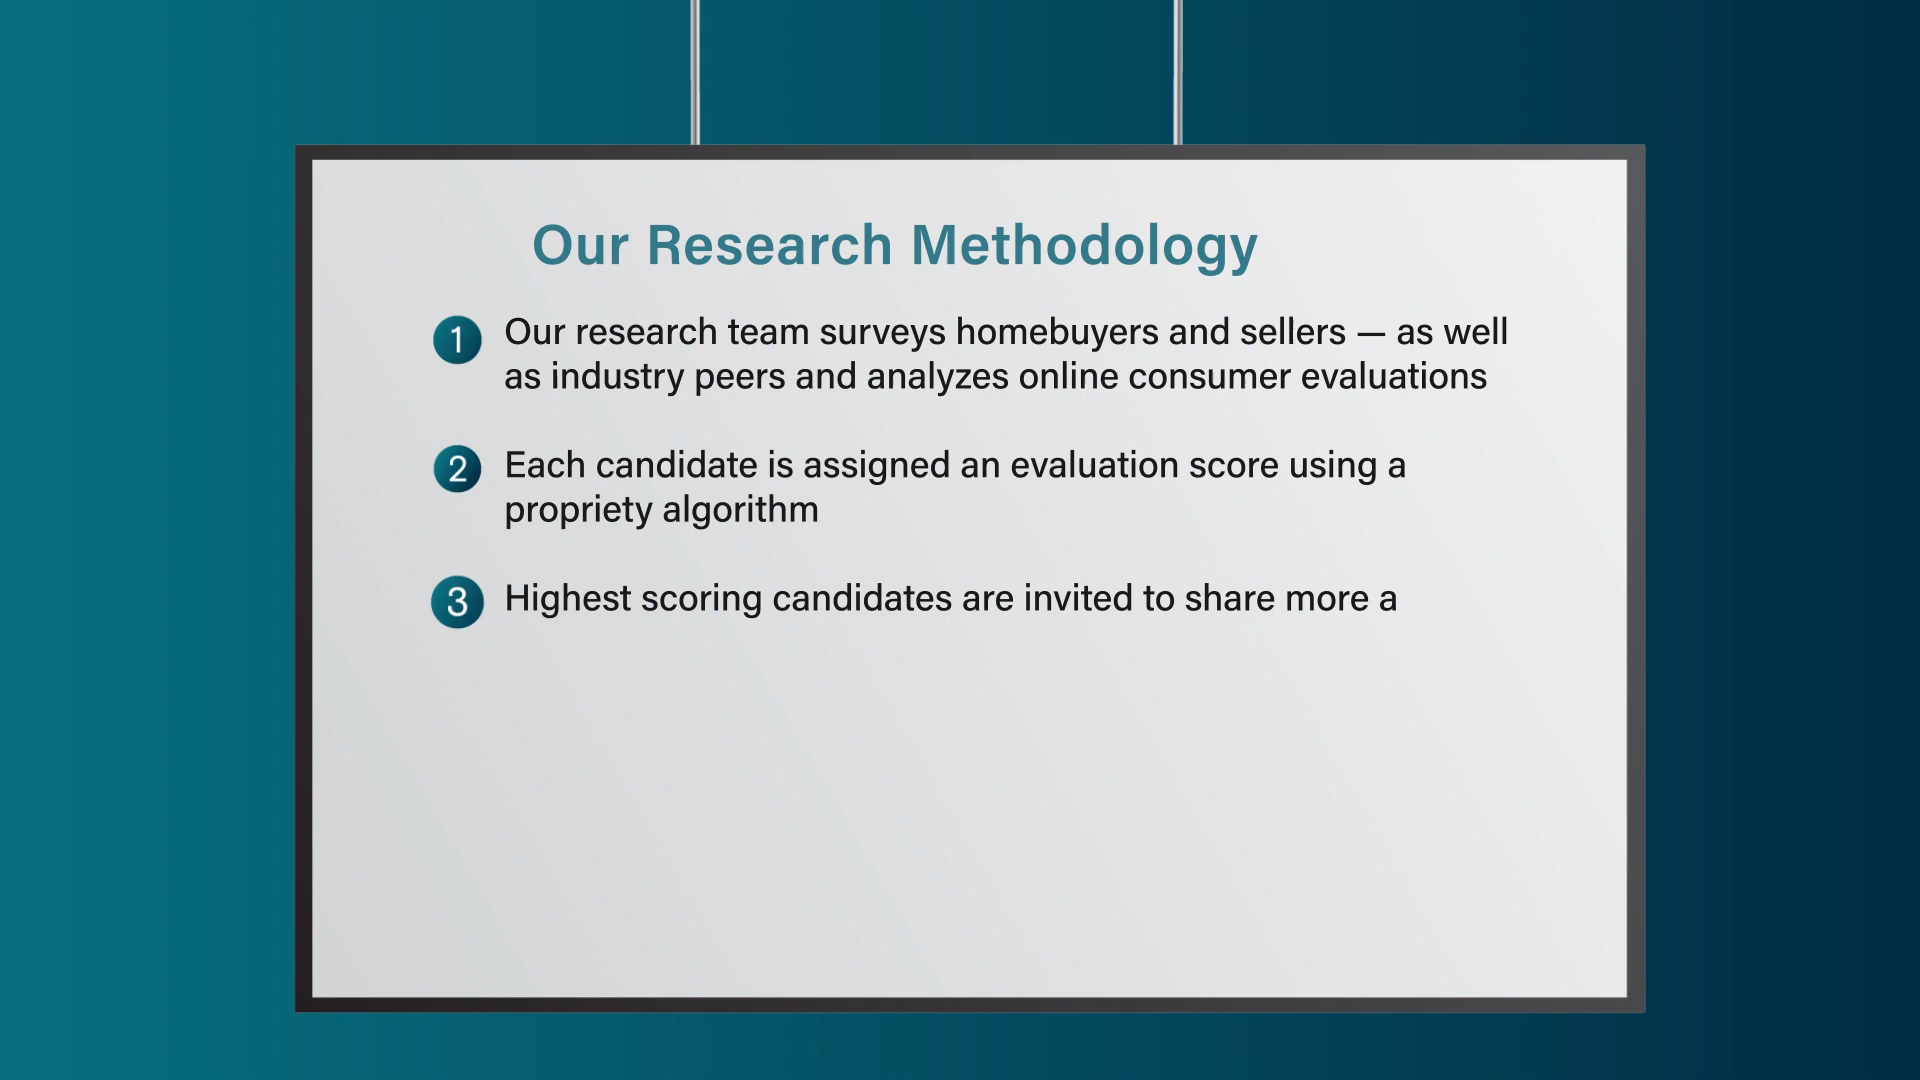 Our Research Methodology
1 Our research team surveys homebuyers and sellers — as well
as industry peers and analyzes online consumer evaluations
2 Each candidate is assigned an evaluation score using a
propriety algorithm
3 Highest scoring candidates are invited to share more a